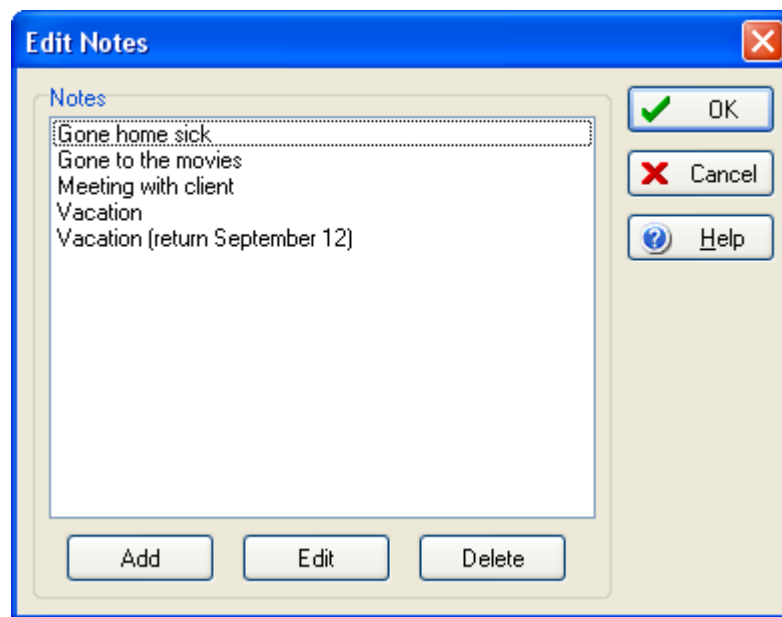 Edit Notes
Notes
Gone home sick
Gone to the movies
Meeting with client
Vacation
Vacation (return September 12)
Add
Edit
Delete
OK
Cancel
Help